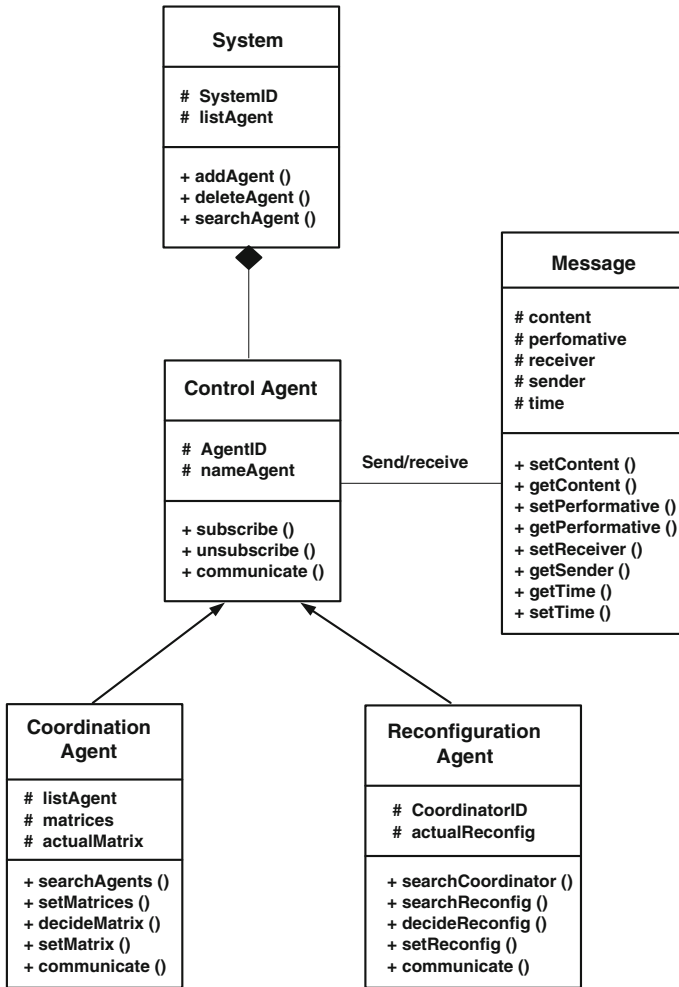 System
# SystemID
# listAgent
+ addAgent ()
+ deleteAgent ()
+ searchAgent ()
Message
# content
# perfomative
# receiver
# sender
# time
+ setContent ()
+ getContent ()
+ setPerformative ()
+ getPerformative ()
+ setReceiver ()
+ getSender ()
+ getTime ()
+ setTime ()
Control Agent
# AgentID
# nameAgent
+ subscribe ()
+ unsubscribe ()
+ communicate ()
Send/receive
Coordination
Agent
# listAgent
# matrices
# actualMatrix
+ searchAgents ()
+ setMatrices ()
+ decideMatrix ()
+ setMatrix ()
+ communicate ()
Reconfiguration
Agent
# CoordinatorID
# actualReconfig
+ searchCoordinator ()
+ searchReconfig ()
+ decideReconfig ()
+ setReconfig ()
+ communicate ()